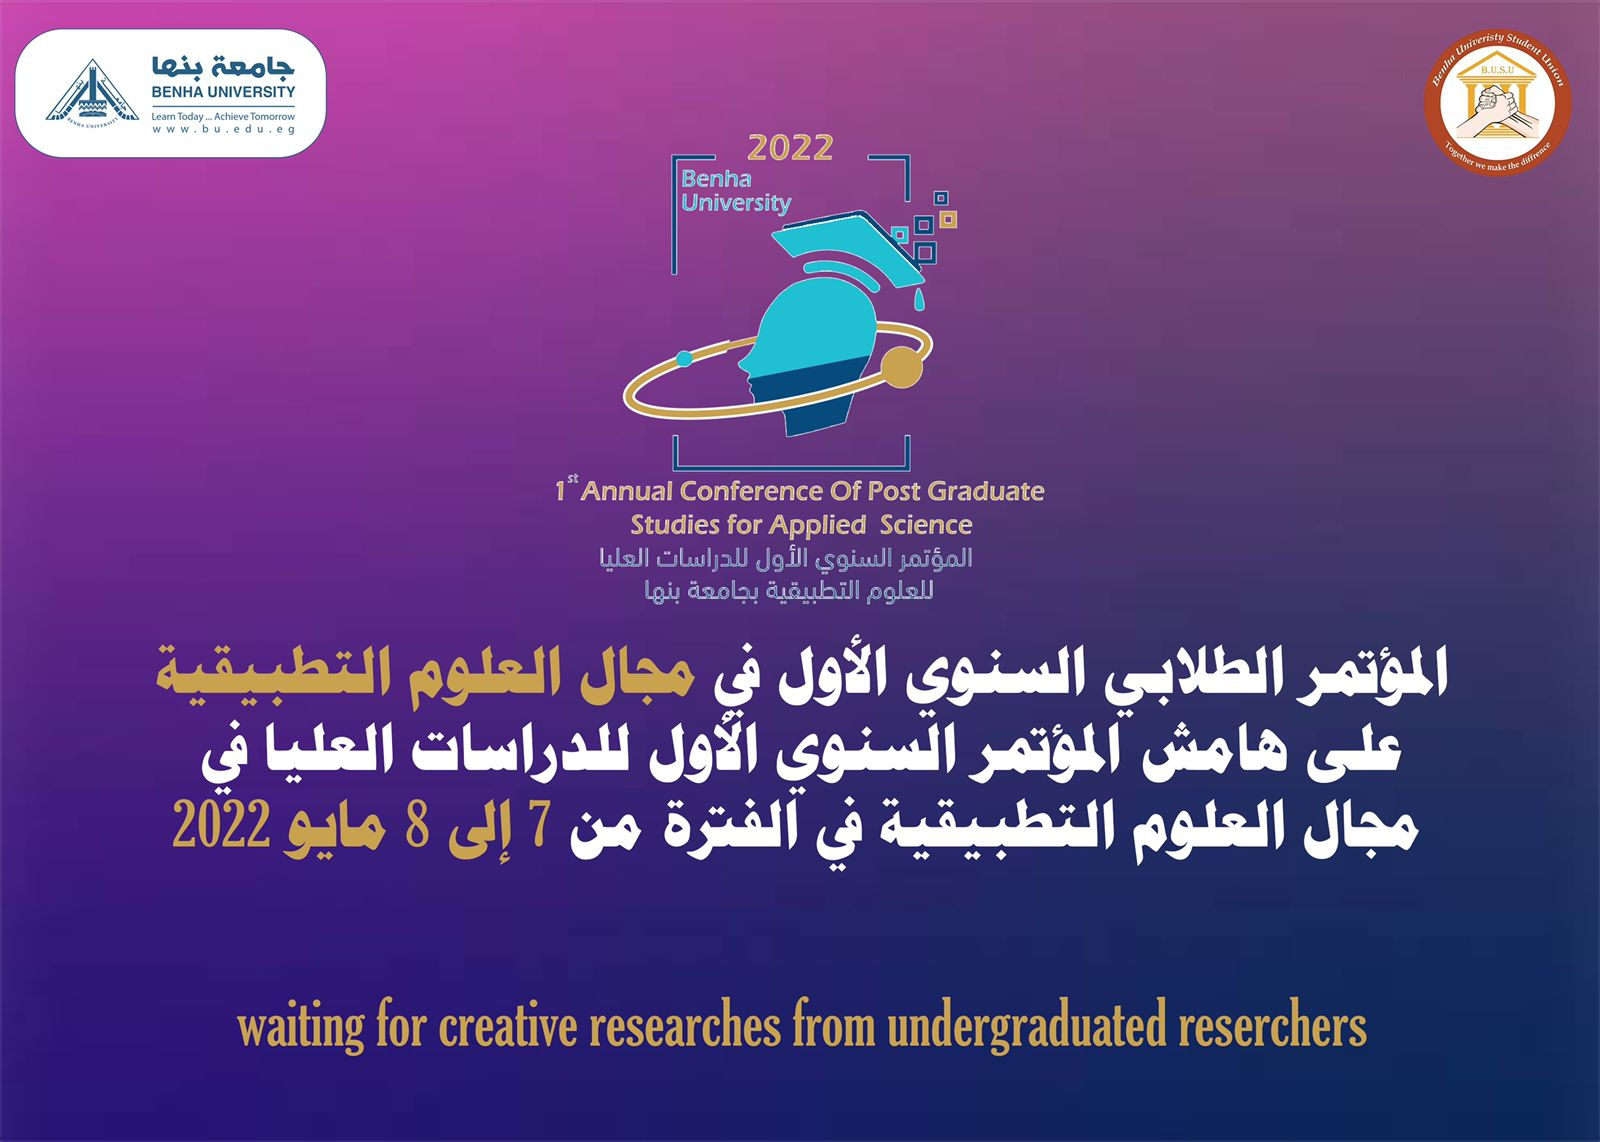 جامعة بنها
BENHA UNIVERSITY
Learn Today ... Achieve Tomorrow
www.bu.edu.eg
BENHA UNIVERSITY
Benha Univeristy Student Union
B.U.S.U
Together we make the diffrence
2022
Benha
University
1st Annual Conference Of Post Graduate
Studies for Applied Science
المؤتمر السنوي الأول للدراسات العليا
للعلوم التطبيقية بجامعة بنها
المؤتمر الطلابي السنوي الأول في مجال العلوم التطبيقية
على هامش المؤتمر السنوي الأول للدراسات العليا في
مجال العلوم التطبيقية في الفترة من 7 إلى 8 مايو 2022
waiting for creative researches from undergraduated reserchers